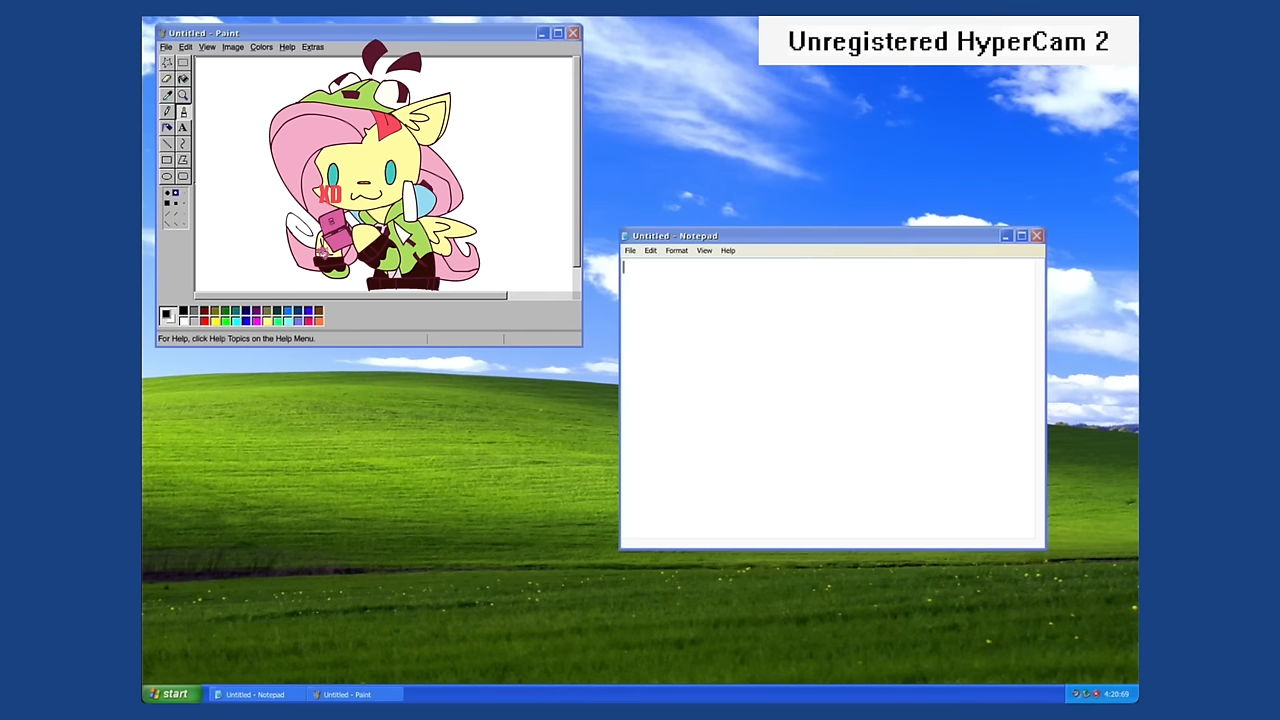 Unregistered HyperCam 2
Untitled - Paint
File Edit View Image Colors Help Extras
A
XD
For Help, click Help Topics on the Help Menu.
Untitled - Notepad
File Edit Format View Help
start
Untitled - Notepad
Untitled - Paint
4:20:69